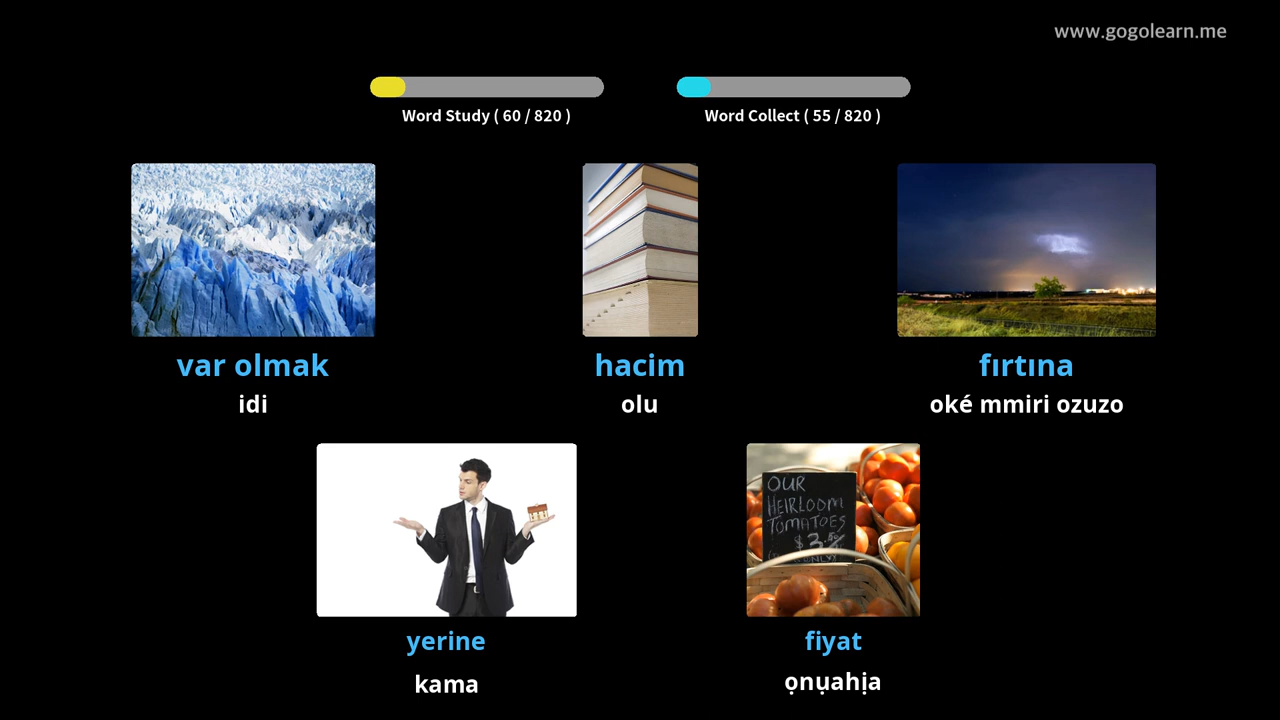 www.gogolearn.me
Word Study ( 60 / 820 )
Word Collect ( 55 / 820 )
var olmak
idi
hacim
olu
fırtına
oké mmiri ozuzo
OUR
HEIRLOOM
TOMATOES
yerine
kama
fiyat
ọnụahịa